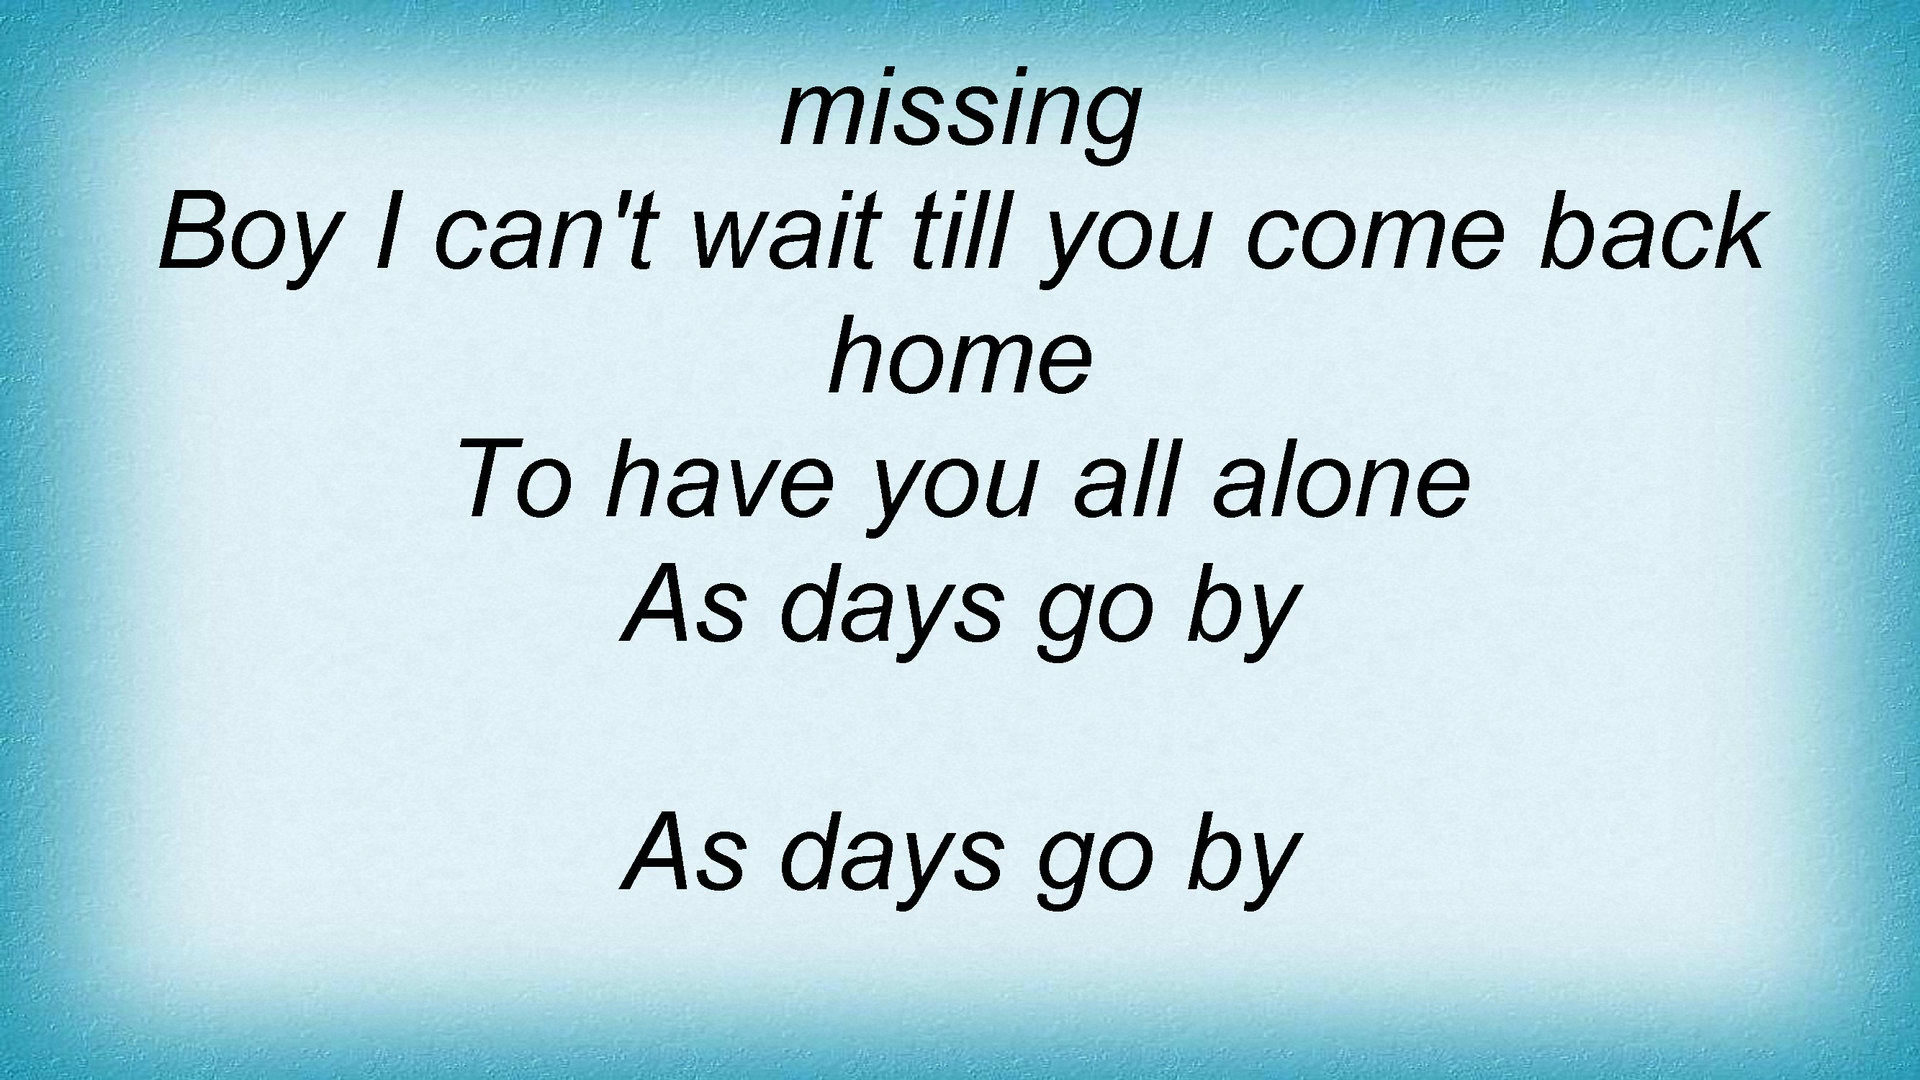 missing
Boy I can't wait till you come back
home
To have you all alone
As days go by
As days go by